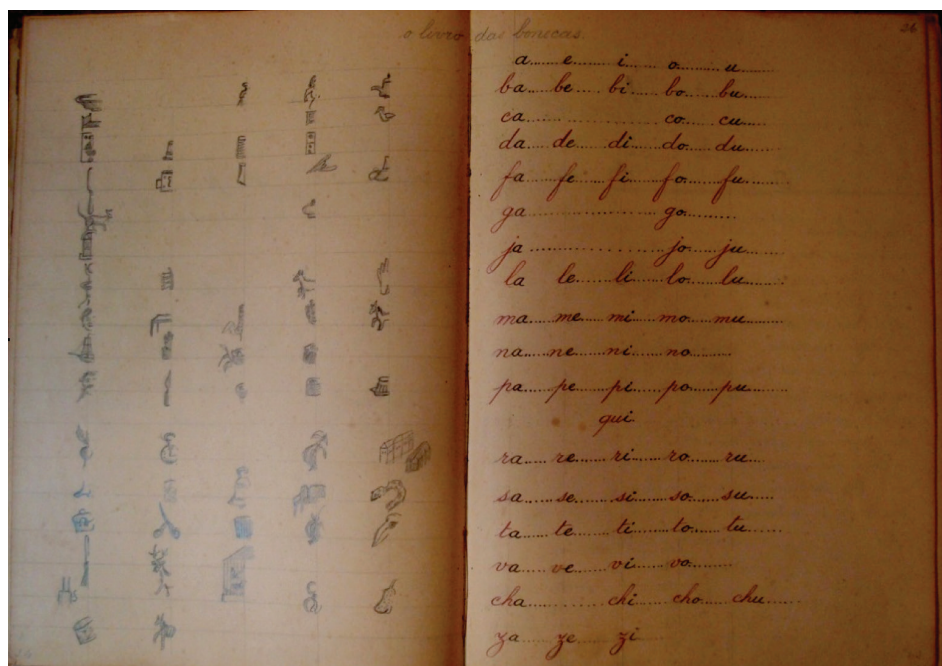 o livro das bonecas.
26
a......e......i......o......u......
ba....be....bi....bo....bu......
ca......................co....cu......
da....de....di....do....du......
fa....fe....fi....fo....fu......
ga......................go......
ja......................jo....ju......
la....le....li....lo....lu......
ma....me....mi....mo....mu......
na....ne....ni....no......
pa....pe....pi....po....pu......
qui
ra....re....ri....ro....ru......
sa....se....si....so....su......
ta....te....ti....to....tu......
va....ve....vi....vo......
cha..........chi....cho....chu......
za....ze....zi